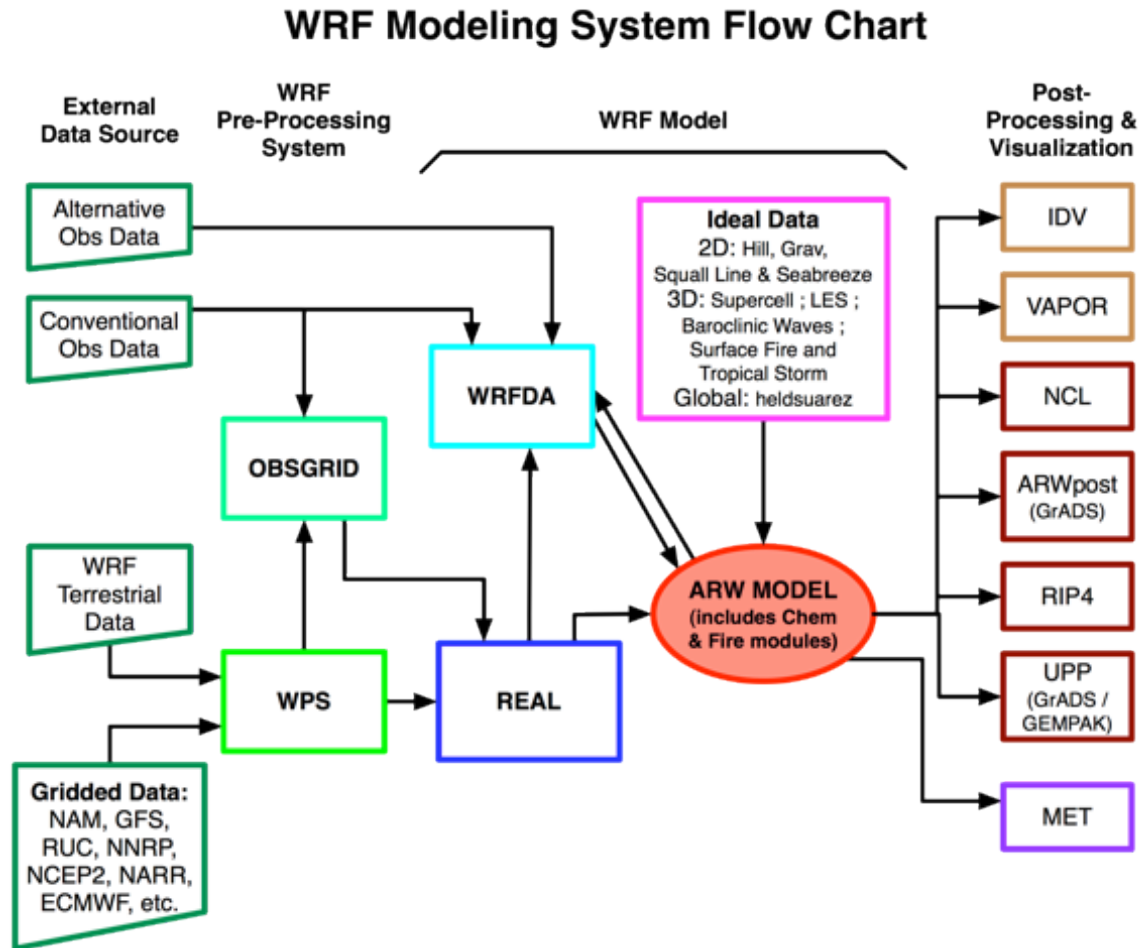 WRF Modeling System Flow Chart
External
Data Source
WRF
Pre-Processing
System
WRF Model
Post-
Processing &
Visualization
Alternative
Obs Data
Conventional
Obs Data
WRF
Terrestrial
Data
Gridded Data:
NAM, GFS,
RUC, NNRP,
NCEP2, NARR,
ECMWF, etc.
OBSGRID
WPS
WRFDA
REAL
Ideal Data
2D: Hill, Grav,
Squall Line & Seabreeze
3D: Supercell ; LES ;
Baroclinic Waves ;
Surface Fire and
Tropical Storm
Global: heldsuarez
ARW MODEL
(includes Chem
& Fire modules)
IDV
VAPOR
NCL
ARWpost
(GrADS)
RIP4
UPP
(GrADS /
GEMPAK)
MET